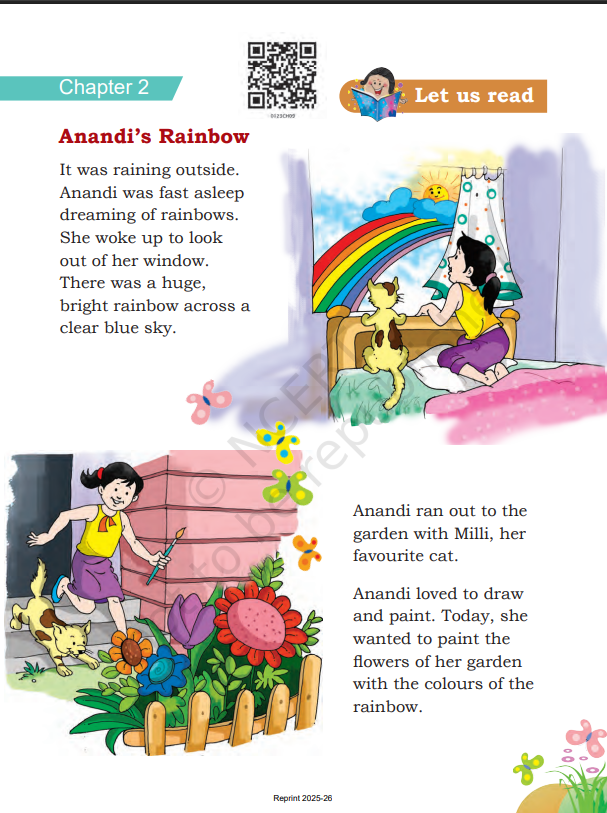 Chapter 2
0123CH02
Let us read
Anandi's Rainbow
It was raining outside.
Anandi was fast asleep
dreaming of rainbows.
She woke up to look
out of her window.
There was a huge,
bright rainbow across a
clear blue sky.
© NCERT
not to be republished
Anandi ran out to the
garden with Milli, her
favourite cat.
Anandi loved to draw
and paint. Today, she
wanted to paint the
flowers of her garden
with the colours of the
rainbow.
Reprint 2025-26